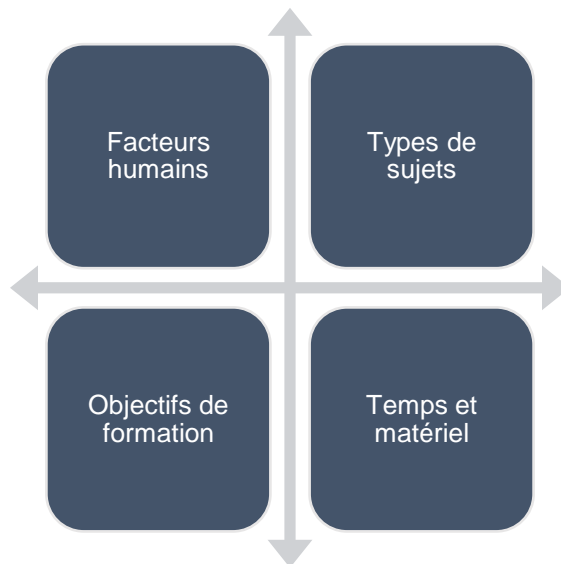 Facteurs
humains
Types de
sujets
Objectifs de
formation
Temps et
matériel